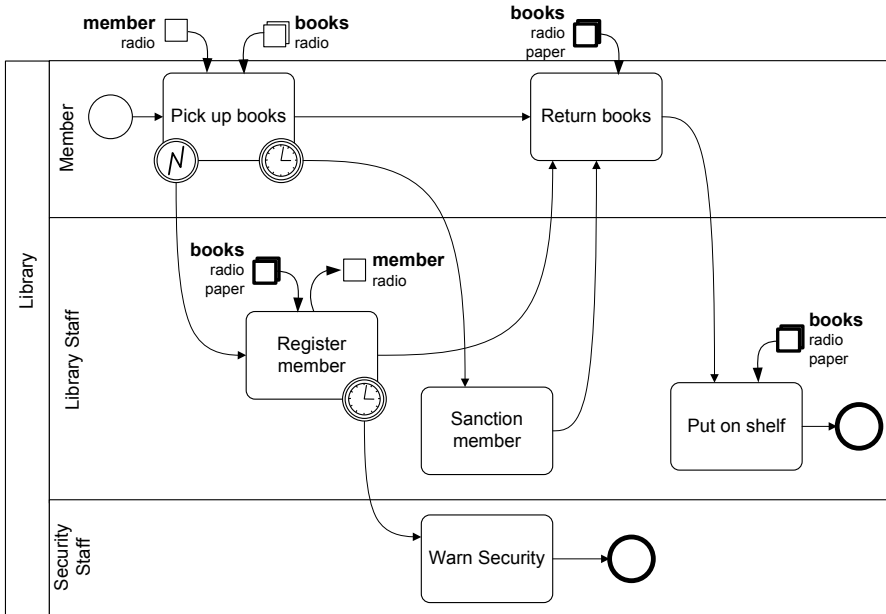 member
radio
books
radio
books
radio
paper
Library
Member
Pick up books
Return books
Library Staff
books
radio
paper
member
radio
Register
member
Sanction
member
books
radio
paper
Put on shelf
Security
Staff
Warn Security